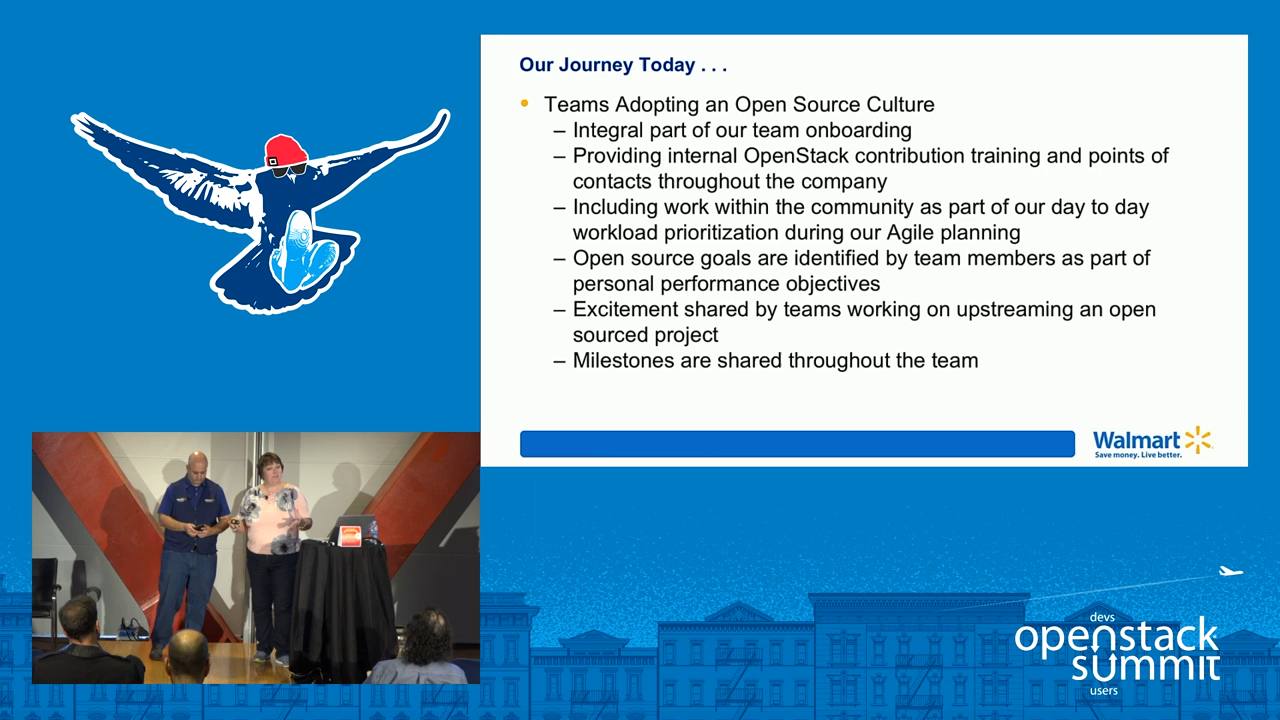 Our Journey Today . . .
• Teams Adopting an Open Source Culture
– Integral part of our team onboarding
– Providing internal OpenStack contribution training and points of
contacts throughout the company
– Including work within the community as part of our day to day
workload prioritization during our Agile planning
– Open source goals are identified by team members as part of
personal performance objectives
– Excitement shared by teams working on upstreaming an open
sourced project
– Milestones are shared throughout the team
Walmart
Save money. Live better.
devs
openstack
summit
users